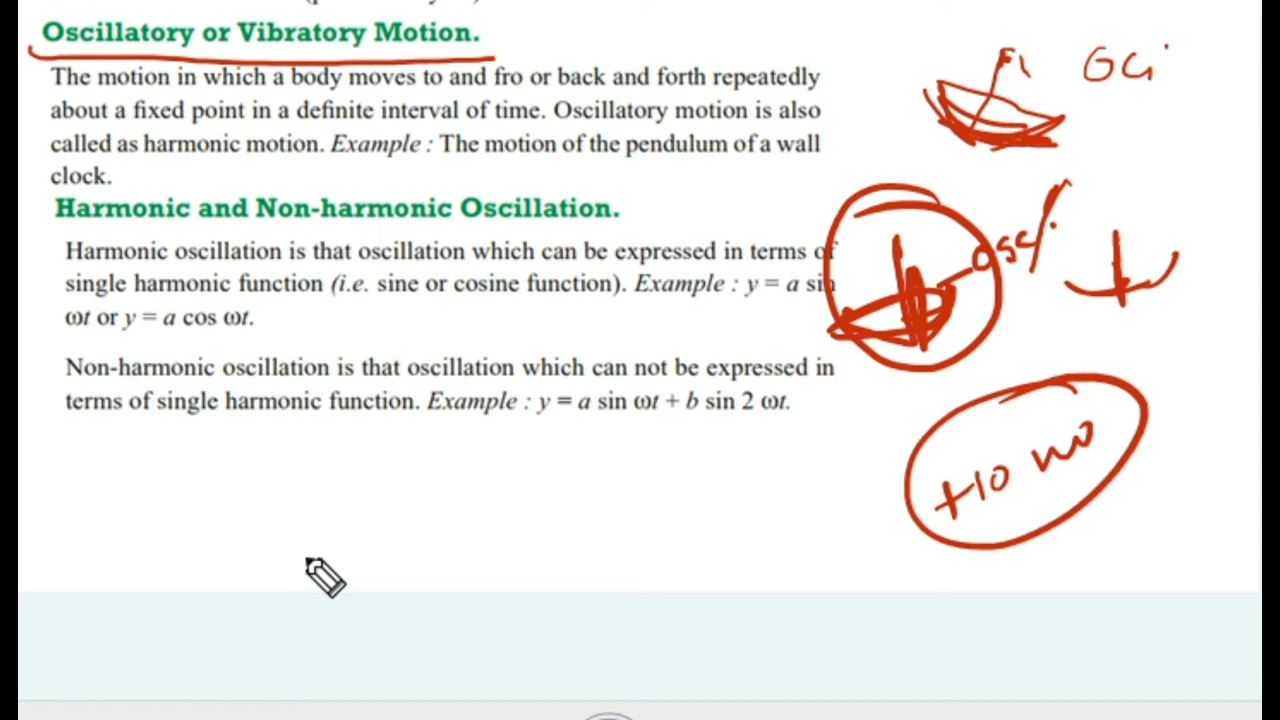 Oscillatory or Vibratory Motion.
The motion in which a body moves to and fro or back and forth repeatedly
about a fixed point in a definite interval of time. Oscillatory motion is also
called as harmonic motion. Example : The motion of the pendulum of a wall
clock.
Harmonic and Non-harmonic Oscillation.
Harmonic oscillation is that oscillation which can be expressed in terms of
single harmonic function (i.e. sine or cosine function). Example : y = a sin
ωt or y = a cos ωt.
Non-harmonic oscillation is that oscillation which can not be expressed in
terms of single harmonic function. Example : y = a sin ωt + b sin 2 ωt.